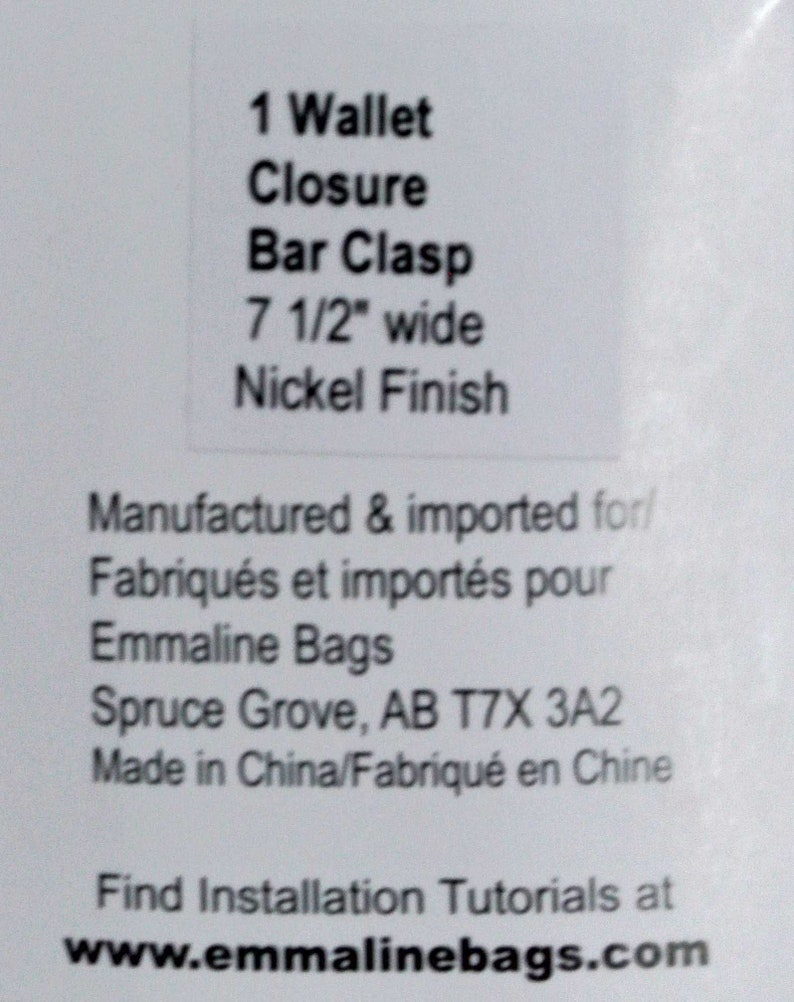 1 Wallet
Closure
Bar Clasp
7 1/2" wide
Nickel Finish
Manufactured & imported for/
Fabriqués et importés pour
Emmaline Bags
Spruce Grove, AB T7X 3A2
Made in China/Fabriqué en Chine
Find Installation Tutorials at
www.emmalinebags.com